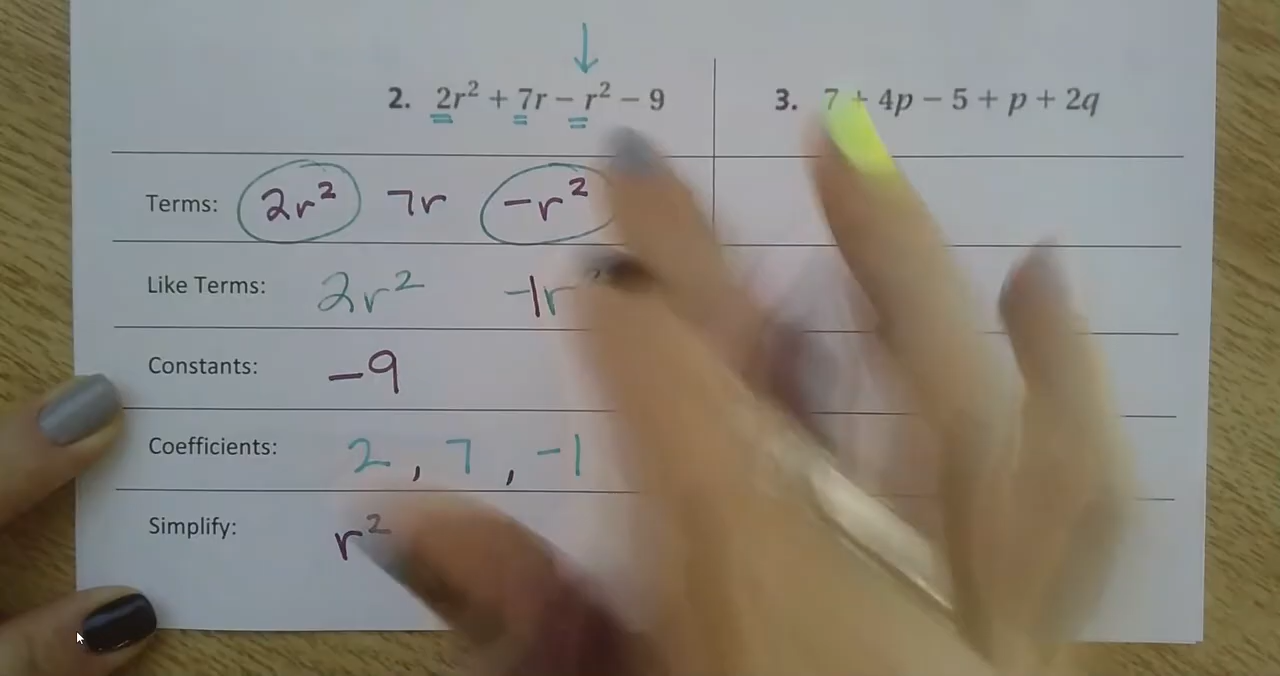 2. 2r² + 7r − r² − 9
3. 7 + 4p − 5 + p + 2q
Terms: 2r² 7r −r²
Like Terms: 2r² −1r
Constants: −9
Coefficients: 2 , 7 , −1
Simplify: r²